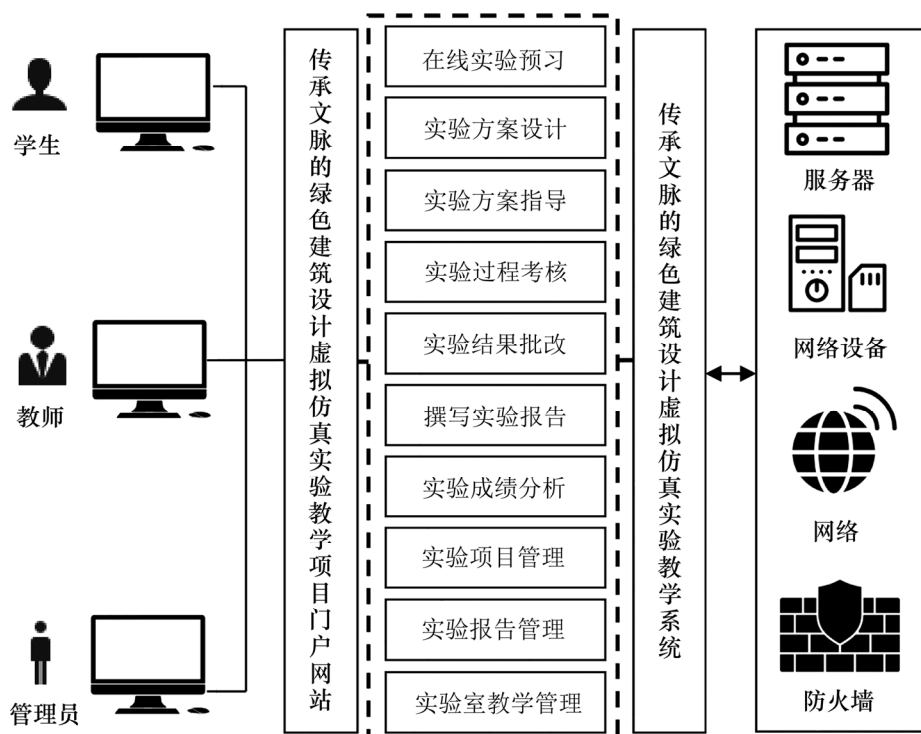 学生
教师
管理员
传承文脉的绿色建筑设计虚拟仿真实验教学项目门户网站
在线实验预习
实验方案设计
实验方案指导
实验过程考核
实验结果批改
撰写实验报告
实验成绩分析
实验项目管理
实验报告管理
实验室教学管理
传承文脉的绿色建筑设计虚拟仿真实验教学系统
服务器
网络设备
网络
防火墙